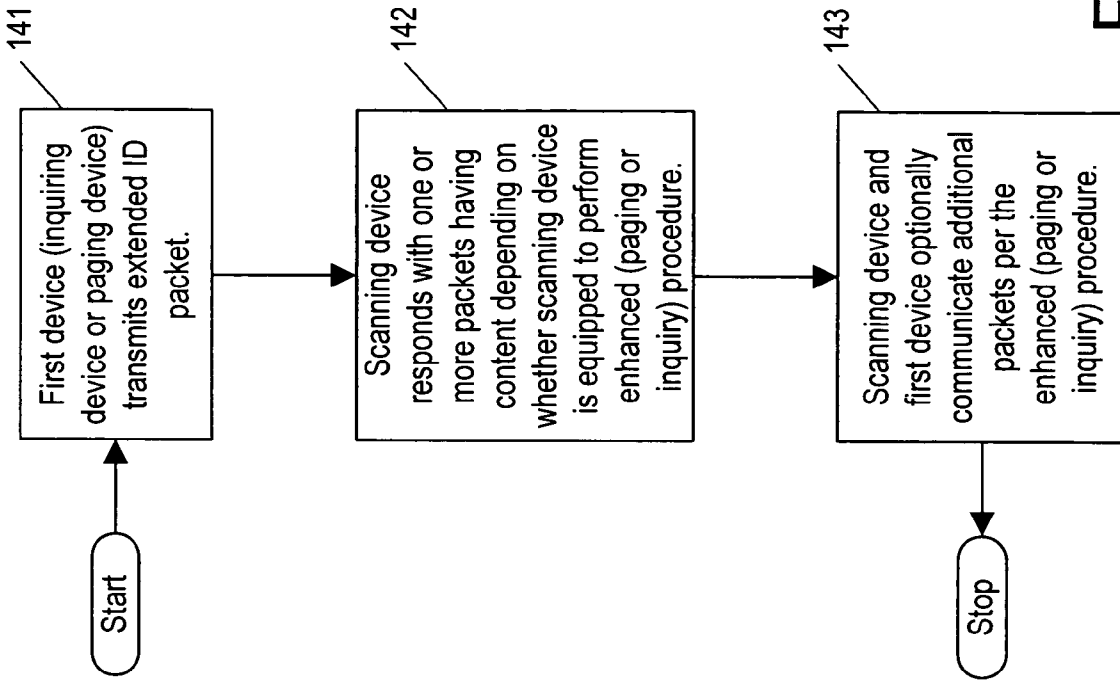 Start
141
First device (inquiring
device or paging device)
transmits extended ID
packet.
142
Scanning device
responds with one or
more packets having
content depending on
whether scanning device
is equipped to perform
enhanced (paging or
inquiry) procedure.
143
Scanning device and
first device optionally
communicate additional
packets per the
enhanced (paging or
inquiry) procedure.
Stop